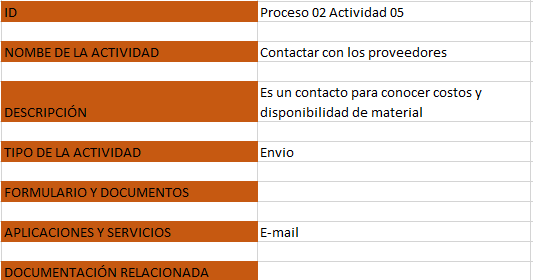 ID Proceso 02 Actividad 05
NOMBE DE LA ACTIVIDAD Contactar con los proveedores
Es un contacto para conocer costos y
DESCRIPCIÓN disponibilidad de material
TIPO DE LA ACTIVIDAD Envio
FORMULARIO Y DOCUMENTOS
APLICACIONES Y SERVICIOS E-mail
DOCUMENTACIÓN RELACIONADA